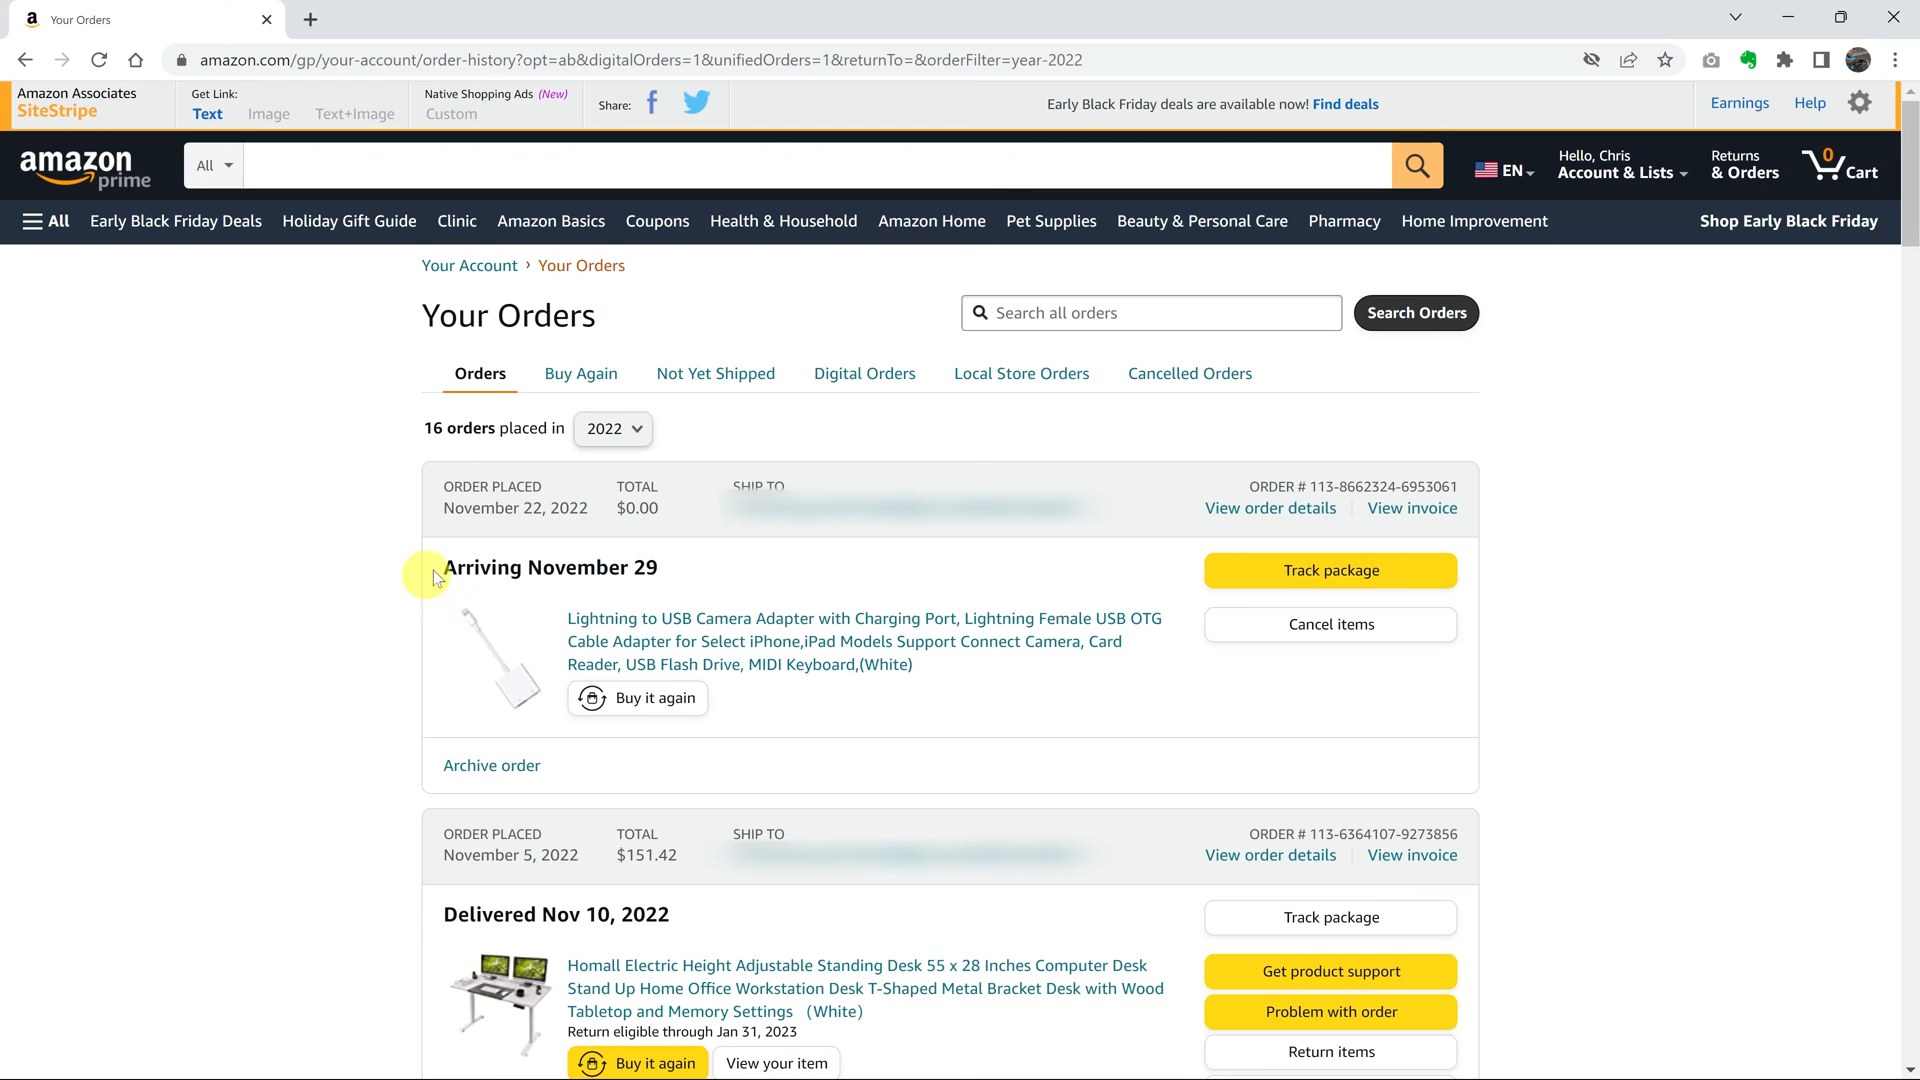 Your Orders
amazon.com/gp/your-account/order-history?opt=ab&digitalOrders=1&unifiedOrders=1&returnTo=&orderFilter=year-2022
Amazon Associates
SiteStripe
Get Link:
Text Image Text+Image
Native Shopping Ads (New)
Custom
Share:
Early Black Friday deals are available now! Find deals
Earnings Help
amazon prime
All
EN
Hello, Chris
Account & Lists
Returns
& Orders
0
Cart
All Early Black Friday Deals Holiday Gift Guide Clinic Amazon Basics Coupons Health & Household Amazon Home Pet Supplies Beauty & Personal Care Pharmacy Home Improvement Shop Early Black Friday
Your Account › Your Orders
Your Orders
Search all orders
Search Orders
Orders Buy Again Not Yet Shipped Digital Orders Local Store Orders Cancelled Orders
16 orders placed in 2022
ORDER PLACED TOTAL SHIP TO ORDER # 113-8662324-6953061
November 22, 2022 $0.00 View order details View invoice
Arriving November 29
Track package
Lightning to USB Camera Adapter with Charging Port, Lightning Female USB OTG
Cable Adapter for Select iPhone,iPad Models Support Connect Camera, Card
Reader, USB Flash Drive, MIDI Keyboard,(White)
Cancel items
Buy it again
Archive order
ORDER PLACED TOTAL SHIP TO ORDER # 113-6364107-9273856
November 5, 2022 $151.42 View order details View invoice
Delivered Nov 10, 2022
Track package
Homall Electric Height Adjustable Standing Desk 55 x 28 Inches Computer Desk
Stand Up Home Office Workstation Desk T-Shaped Metal Bracket Desk with Wood
Tabletop and Memory Settings （White）
Return eligible through Jan 31, 2023
Get product support
Problem with order
Return items
Buy it again View your item